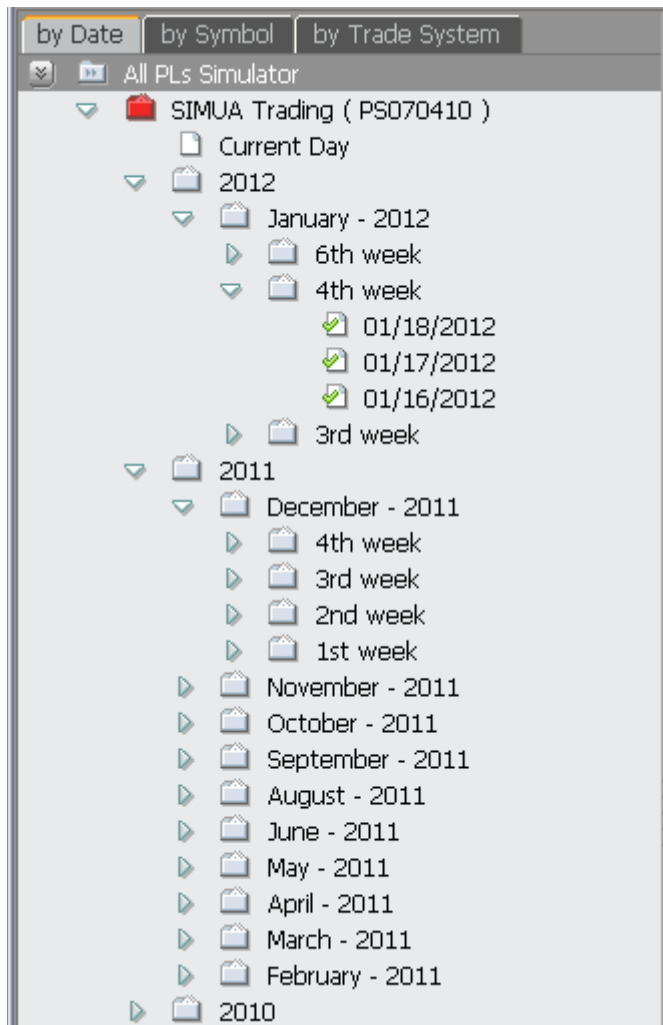 by Date by Symbol by Trade System
All PLs Simulator
SIMUA Trading ( PS070410 )
Current Day
2012
January - 2012
6th week
4th week
01/18/2012
01/17/2012
01/16/2012
3rd week
2011
December - 2011
4th week
3rd week
2nd week
1st week
November - 2011
October - 2011
September - 2011
August - 2011
June - 2011
May - 2011
April - 2011
March - 2011
February - 2011
2010